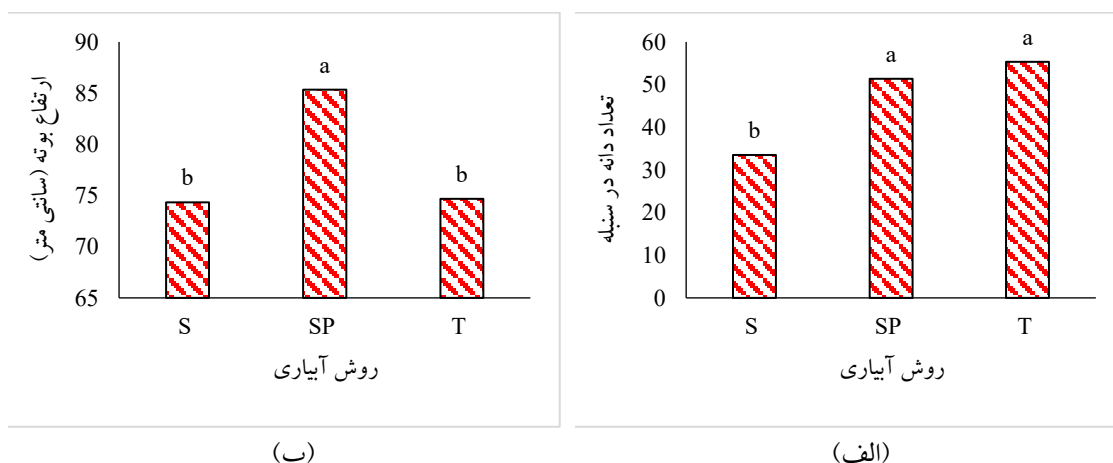 60
50
40
30
20
10
0
تعداد دانه در سنبله
b
a
a
S SP T
روش آبیاری
(الف)
90
85
80
75
70
65
ارتفاع بوته (سانتی متر)
b
a
b
S SP T
روش آبیاری
(ب)